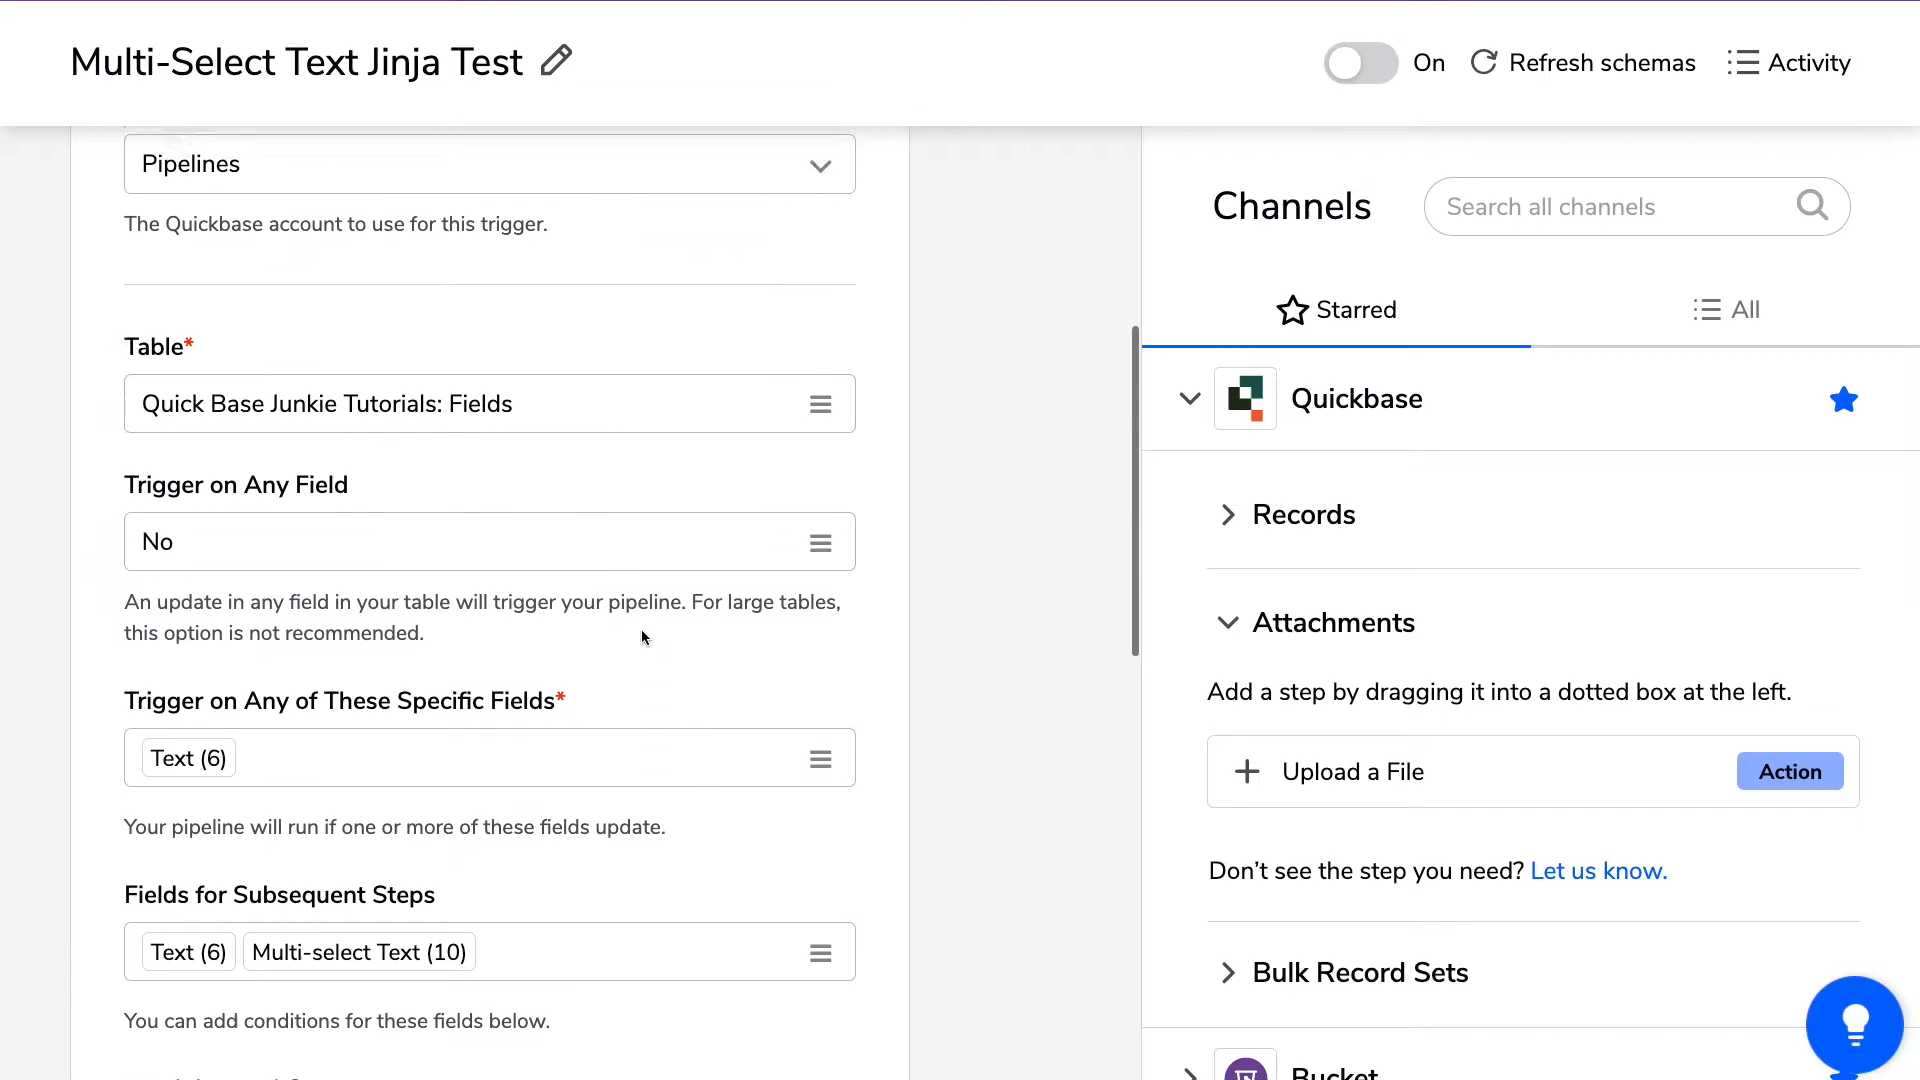 Multi-Select Text Jinja Test
On
Refresh schemas
Activity
Pipelines
The Quickbase account to use for this trigger.
Table*
Quick Base Junkie Tutorials: Fields
Trigger on Any Field
No
An update in any field in your table will trigger your pipeline. For large tables,
this option is not recommended.
Trigger on Any of These Specific Fields*
Text (6)
Your pipeline will run if one or more of these fields update.
Fields for Subsequent Steps
Text (6) Multi-select Text (10)
You can add conditions for these fields below.
Channels
Search all channels
Starred
All
Quickbase
Records
Attachments
Add a step by dragging it into a dotted box at the left.
Upload a File
Action
Don’t see the step you need? Let us know.
Bulk Record Sets
Bucket